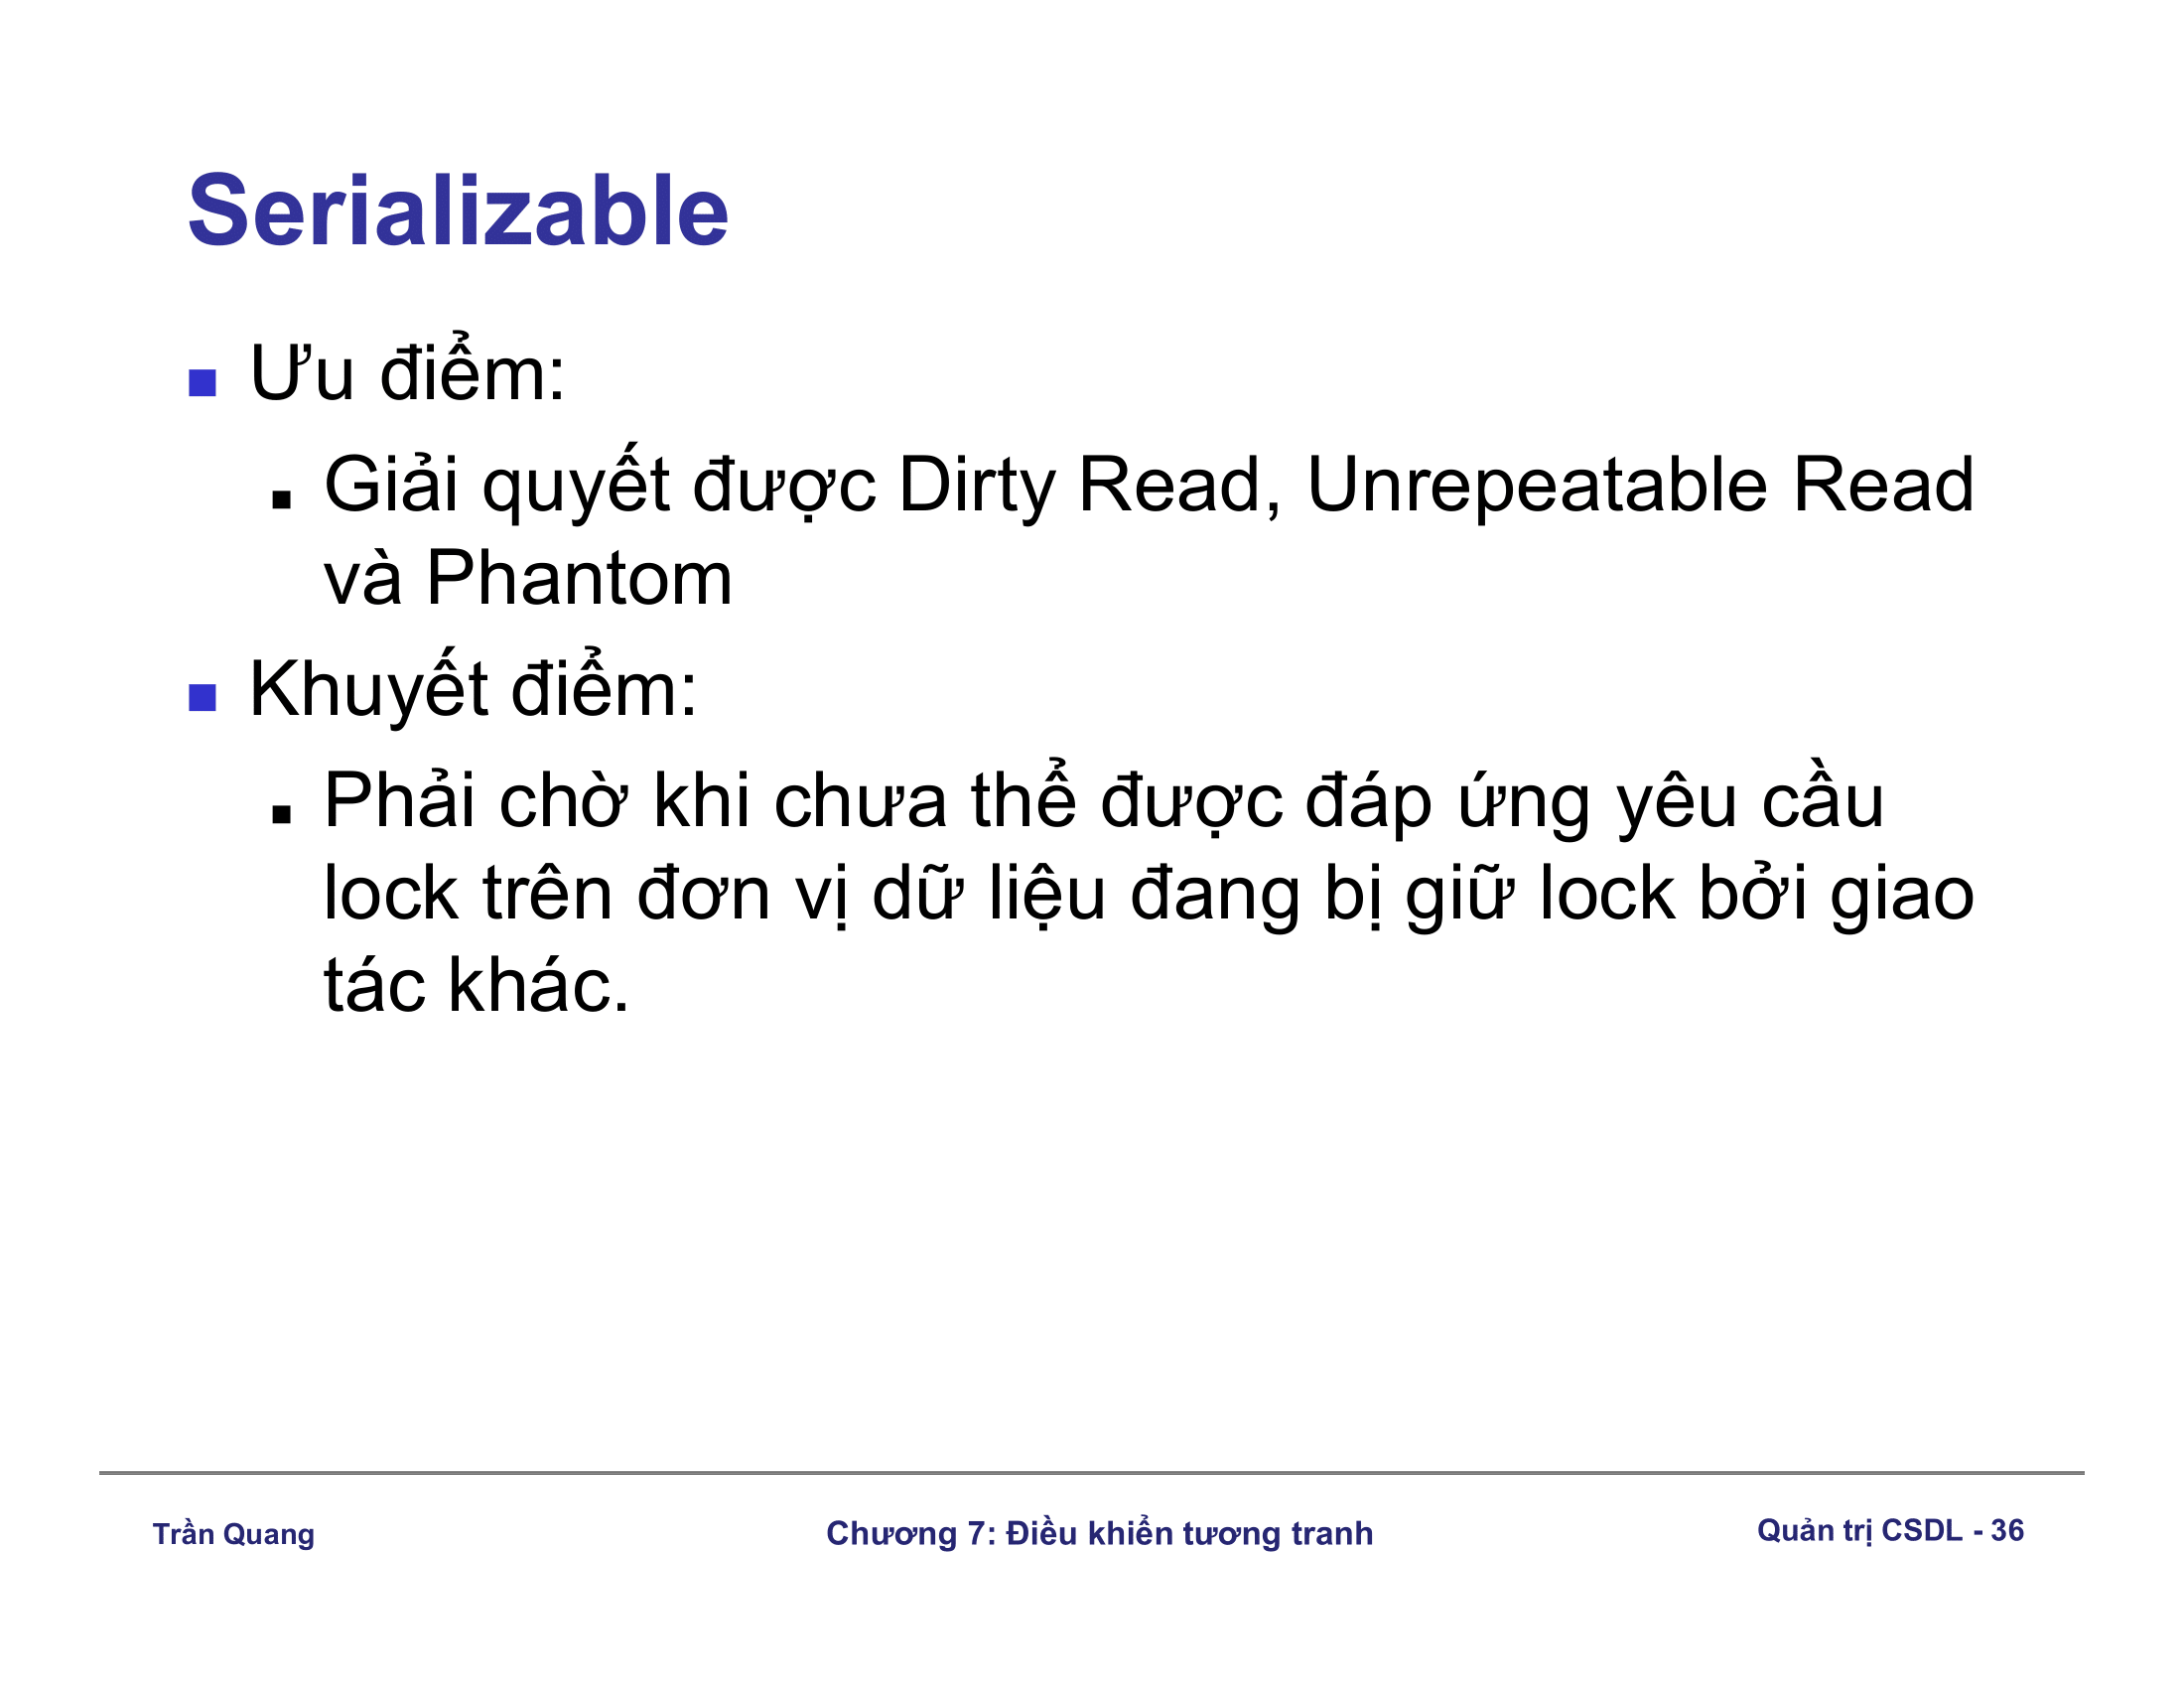 Serializable
Ưu điểm:
Giải quyết được Dirty Read, Unrepeatable Read
và Phantom
Khuyết điểm:
Phải chờ khi chưa thể được đáp ứng yêu cầu
lock trên đơn vị dữ liệu đang bị giữ lock bởi giao
tác khác.
Trần Quang
Chương 7: Điều khiển tương tranh
Quản trị CSDL - 36